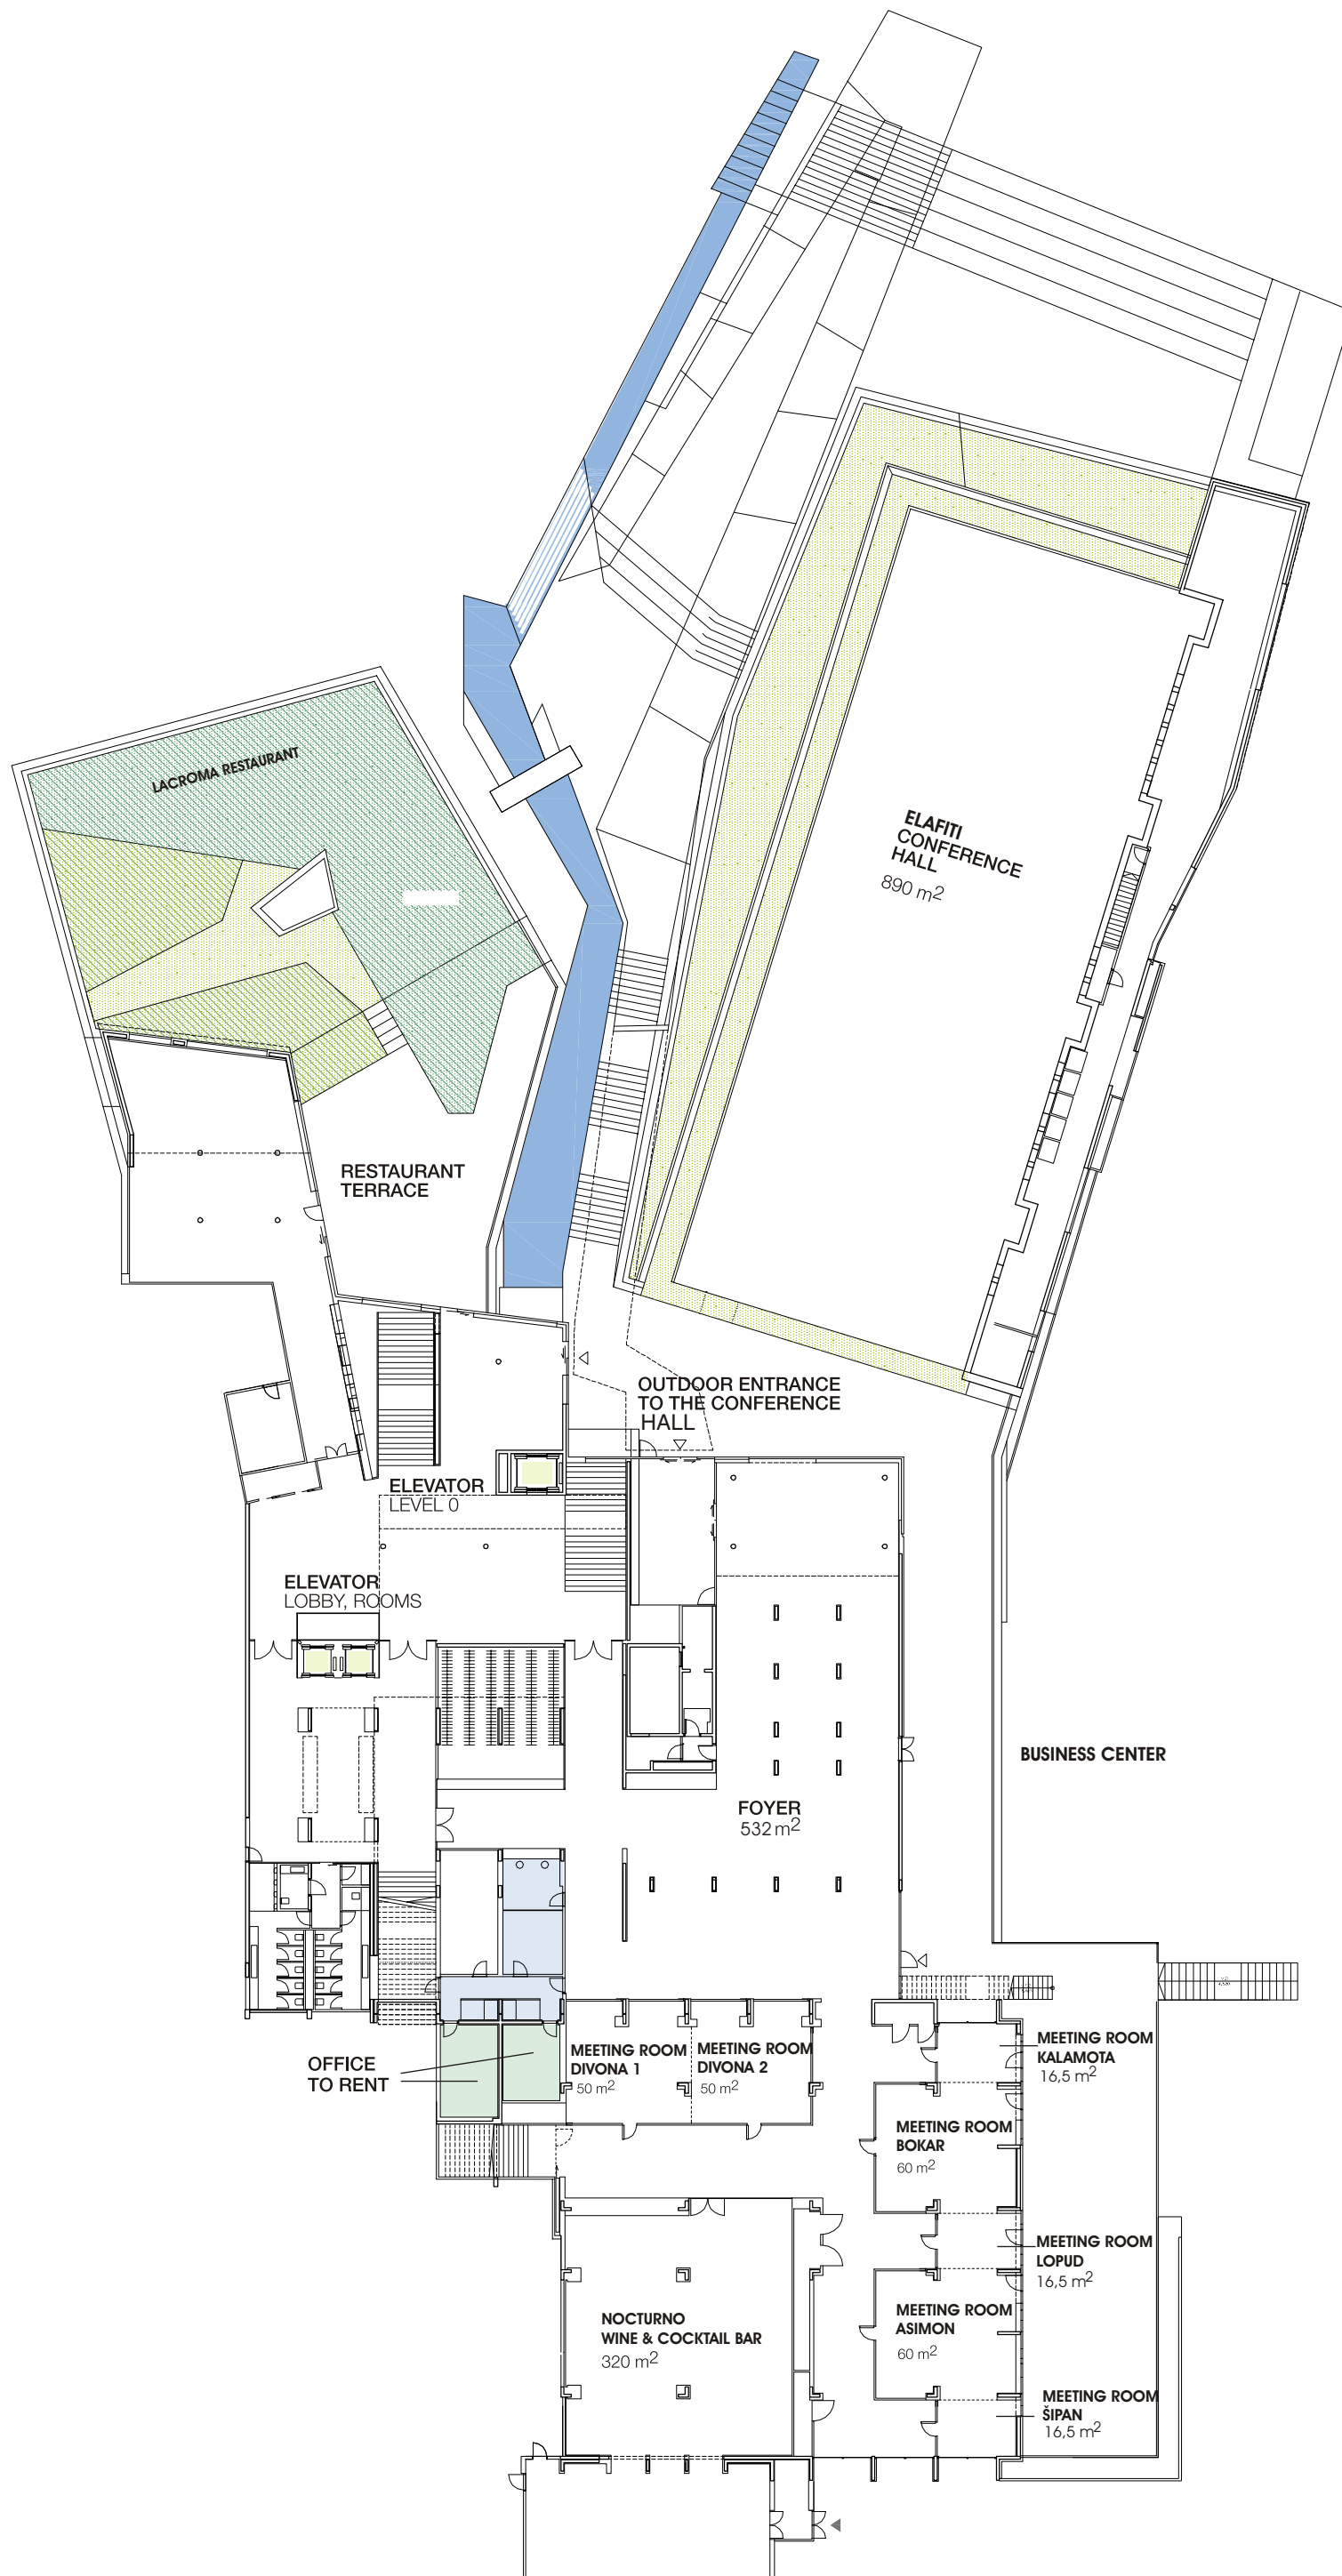 LACROMA RESTAURANT
ELAFITI
CONFERENCE
HALL
890 m2
RESTAURANT
TERRACE
OUTDOOR ENTRANCE
TO THE CONFERENCE
HALL
ELEVATOR
LEVEL 0
ELEVATOR
LOBBY, ROOMS
BUSINESS CENTER
FOYER
532 m2
OFFICE
TO RENT
MEETING ROOM
DIVONA 1
50 m2
MEETING ROOM
DIVONA 2
50 m2
MEETING ROOM
KALAMOTA
16,5 m2
MEETING ROOM
BOKAR
60 m2
MEETING ROOM
LOPUD
16,5 m2
MEETING ROOM
ASIMON
60 m2
NOCTURNO
WINE & COCKTAIL BAR
320 m2
MEETING ROOM
ŠIPAN
16,5 m2